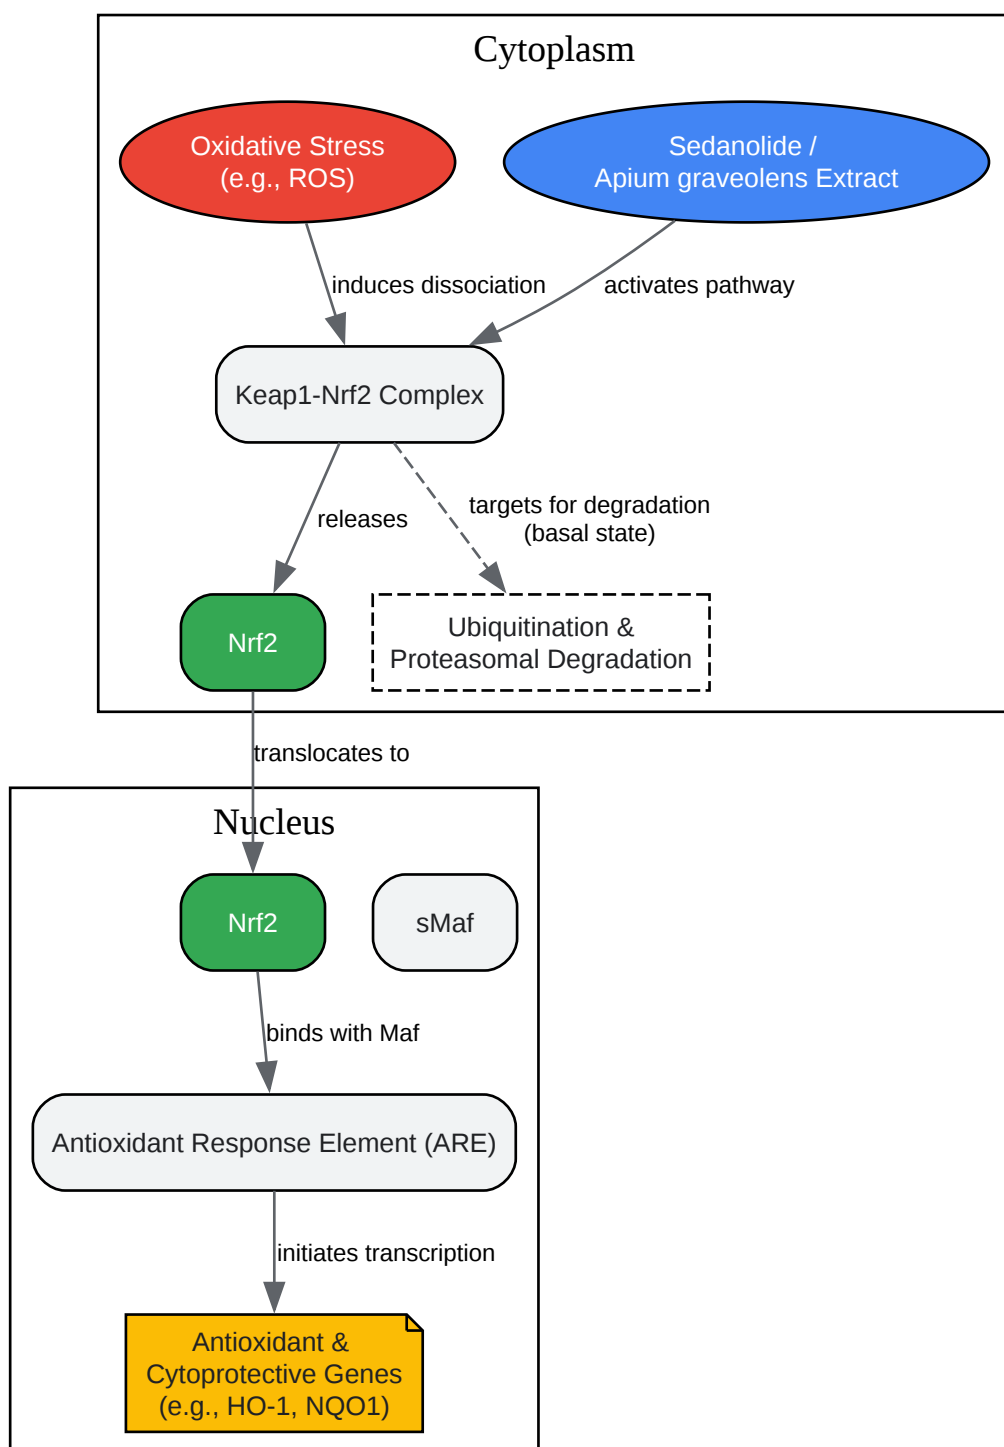 Cytoplasm
Oxidative Stress
(e.g., ROS)
Sedanolide /
Apium graveolens Extract
induces dissociation
activates pathway
Keap1-Nrf2 Complex
releases
targets for degradation
(basal state)
Nrf2
Ubiquitination &
Proteasomal Degradation
translocates to
Nucleus
Nrf2
sMaf
binds with Maf
Antioxidant Response Element (ARE)
initiates transcription
Antioxidant &
Cytoprotective Genes
(e.g., HO-1, NQO1)